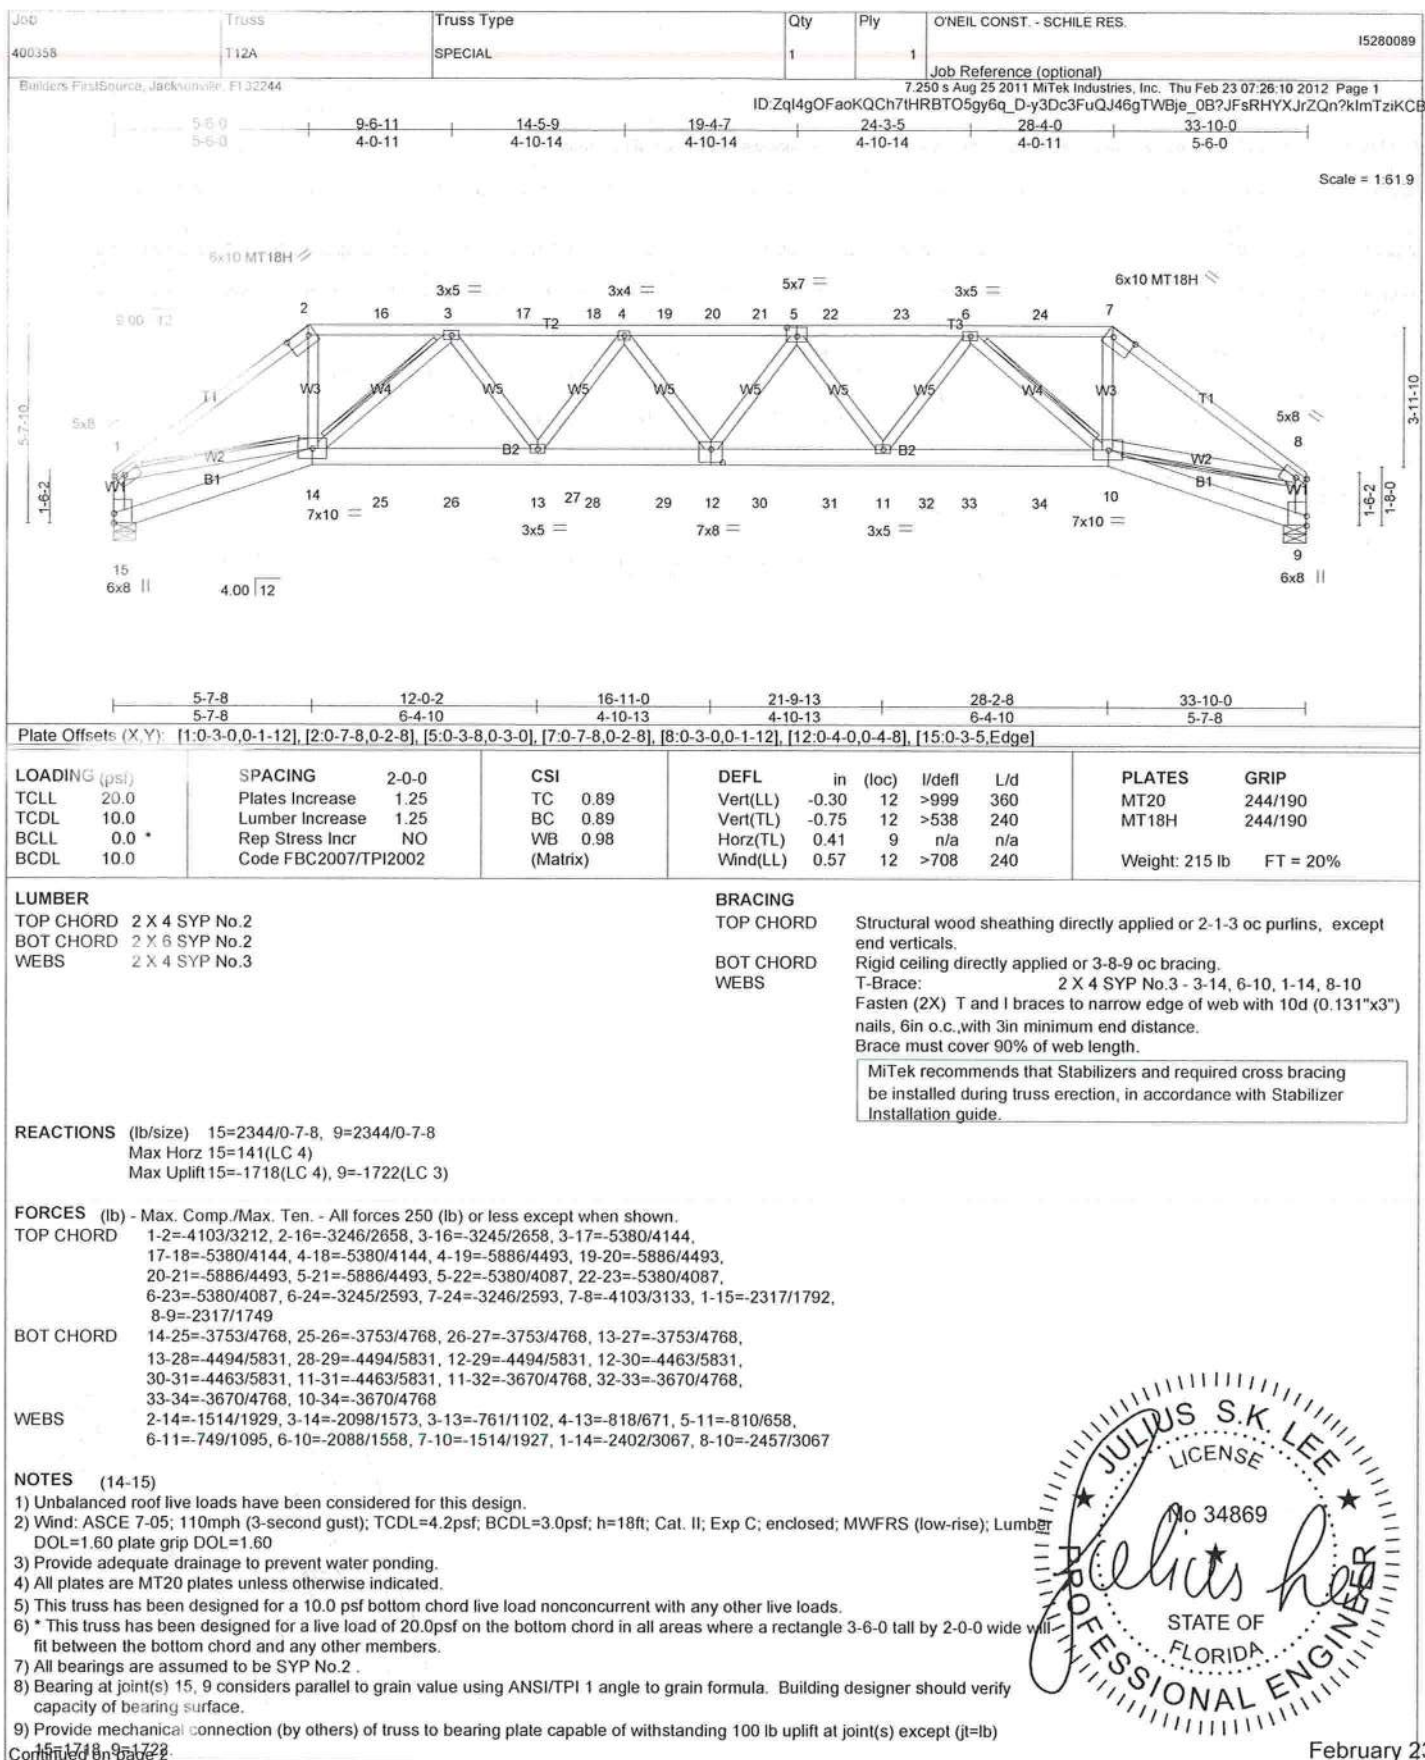 Job Truss Truss Type Qty Ply O'NEIL CONST. - SCHILE RES.
I5280089
400358 T12A SPECIAL 1 1
Job Reference (optional)
Builders FirstSource, Jacksonville, Fl 32244 7.250 s Aug 25 2011 MiTek Industries, Inc. Thu Feb 23 07:26:10 2012 Page 1
5-6-0 9-6-11 14-5-9 19-4-7 24-3-5 28-4-0 33-10-0
5-6-0 4-0-11 4-10-14 4-10-14 4-10-14 4-0-11 5-6-0
Scale = 1:61.9
6x10 MT18H 6x10 MT18H
3x5 = 3x4 = 5x7 = 3x5 =
2 16 3 17 18 4 19 20 21 5 22 23 6 24 7
9.00 12 T2 T3
T1 W3 W4 W5 W5 W5 W5 W5 W5 W4 W3 T1
5-7-10 3-11-10
5x8 5x8
1 8
W1 W2 B1 B2 B2 W2 B1 W1
1-6-2 1-6-2 1-8-0
14 25 26 13 27 28 29 12 30 31 11 32 33 34 10
7x10 = 3x5 = 7x8 = 3x5 = 7x10 =
15 9
6x8 || 4.00 12 6x8 ||
5-7-8 12-0-2 16-11-0 21-9-13 28-2-8 33-10-0
5-7-8 6-4-10 4-10-13 4-10-13 6-4-10 5-7-8
Plate Offsets (X,Y): [1:0-3-0,0-1-12], [2:0-7-8,0-2-8], [5:0-3-8,0-3-0], [7:0-7-8,0-2-8], [8:0-3-0,0-1-12], [12:0-4-0,0-4-8], [15:0-3-5,Edge]
LOADING (psf) SPACING 2-0-0 CSI DEFL in (loc) l/defl L/d PLATES GRIP
TCLL 20.0 Plates Increase 1.25 TC 0.89 Vert(LL) -0.30 12 >999 360 MT20 244/190
TCDL 10.0 Lumber Increase 1.25 BC 0.89 Vert(TL) -0.75 12 >538 240 MT18H 244/190
BCLL 0.0 * Rep Stress Incr NO WB 0.98 Horz(TL) 0.41 9 n/a n/a
BCDL 10.0 Code FBC2007/TPI2002 (Matrix) Wind(LL) 0.57 12 >708 240 Weight: 215 lb FT = 20%
LUMBER
TOP CHORD 2 X 4 SYP No.2
BOT CHORD 2 X 6 SYP No.2
WEBS 2 X 4 SYP No.3
BRACING
TOP CHORD Structural wood sheathing directly applied or 2-1-3 oc purlins, except
end verticals.
BOT CHORD Rigid ceiling directly applied or 3-8-9 oc bracing.
WEBS T-Brace: 2 X 4 SYP No.3 - 3-14, 6-10, 1-14, 8-10
Fasten (2X) T and I braces to narrow edge of web with 10d (0.131"x3")
nails, 6in o.c.,with 3in minimum end distance.
Brace must cover 90% of web length.
MiTek recommends that Stabilizers and required cross bracing
be installed during truss erection, in accordance with Stabilizer
Installation guide.
REACTIONS (lb/size) 15=2344/0-7-8, 9=2344/0-7-8
Max Horz 15=141(LC 4)
Max Uplift 15=-1718(LC 4), 9=-1722(LC 3)
FORCES (lb) - Max. Comp./Max. Ten. - All forces 250 (lb) or less except when shown.
TOP CHORD 1-2=-4103/3212, 2-16=-3246/2658, 3-16=-3245/2658, 3-17=-5380/4144,
17-18=-5380/4144, 4-18=-5380/4144, 4-19=-5886/4493, 19-20=-5886/4493,
20-21=-5886/4493, 5-21=-5886/4493, 5-22=-5380/4087, 22-23=-5380/4087,
6-23=-5380/4087, 6-24=-3245/2593, 7-24=-3246/2593, 7-8=-4103/3133, 1-15=-2317/1792,
8-9=-2317/1749
BOT CHORD 14-25=-3753/4768, 25-26=-3753/4768, 26-27=-3753/4768, 13-27=-3753/4768,
13-28=-4494/5831, 28-29=-4494/5831, 12-29=-4494/5831, 12-30=-4463/5831,
30-31=-4463/5831, 11-31=-4463/5831, 11-32=-3670/4768, 32-33=-3670/4768,
33-34=-3670/4768, 10-34=-3670/4768
WEBS 2-14=-1514/1929, 3-14=-2098/1573, 3-13=-761/1102, 4-13=-818/671, 5-11=-810/658,
6-11=-749/1095, 6-10=-2088/1558, 7-10=-1514/1927, 1-14=-2402/3067, 8-10=-2457/3067
NOTES (14-15)
1) Unbalanced roof live loads have been considered for this design.
2) Wind: ASCE 7-05; 110mph (3-second gust); TCDL=4.2psf; BCDL=3.0psf; h=18ft; Cat. II; Exp C; enclosed; MWFRS (low-rise); Lumber
DOL=1.60 plate grip DOL=1.60
3) Provide adequate drainage to prevent water ponding.
4) All plates are MT20 plates unless otherwise indicated.
5) This truss has been designed for a 10.0 psf bottom chord live load nonconcurrent with any other live loads.
6) * This truss has been designed for a live load of 20.0psf on the bottom chord in all areas where a rectangle 3-6-0 tall by 2-0-0 wide will
fit between the bottom chord and any other members.
7) All bearings are assumed to be SYP No.2 .
8) Bearing at joint(s) 15, 9 considers parallel to grain value using ANSI/TPI 1 angle to grain formula. Building designer should verify
capacity of bearing surface.
9) Provide mechanical connection (by others) of truss to bearing plate capable of withstanding 100 lb uplift at joint(s) except (jt=lb)
15=1718, 9=1722.
Continued on page 2
JULIUS S.K. LEE
LICENSE
No 34869
STATE OF
FLORIDA
PROFESSIONAL ENGINEER
February 23